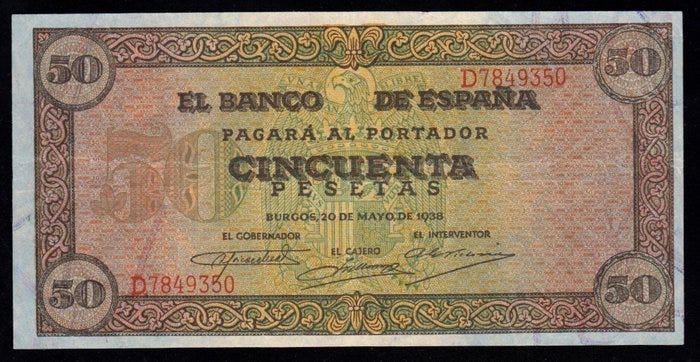 50 50
UNA LIBRE
D7849350
EL BANCO DE ESPAÑA
PAGARÁ AL PORTADOR
50
CINCUENTA
PESETAS
BURGOS, 20 DE MAYO, DE 1938
EL GOBERNADOR EL CAJERO EL INTERVENTOR
D7849350
50 50